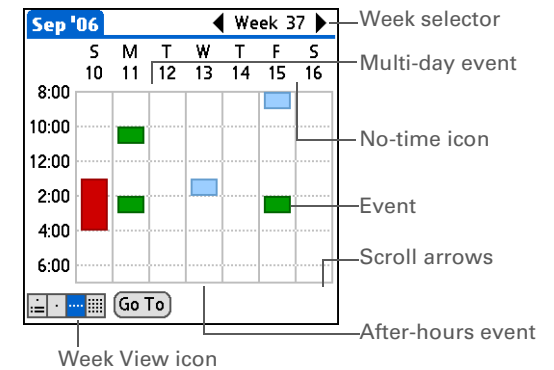 Sep '06
Week 37
Week selector
S M T W T F S
10 11 12 13 14 15 16
Multi-day event
8:00
10:00
No-time icon
12:00
2:00
Event
4:00
Scroll arrows
6:00
Go To
After-hours event
Week View icon